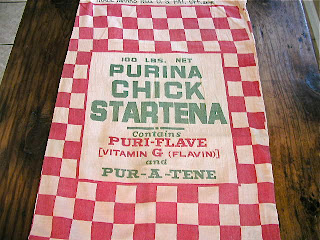 100 LBS. NET
PURINA
CHICK
STARTENA
Contains
PURI-FLAVE
[VITAMIN G (FLAVIN)]
and
PUR-A-TENE